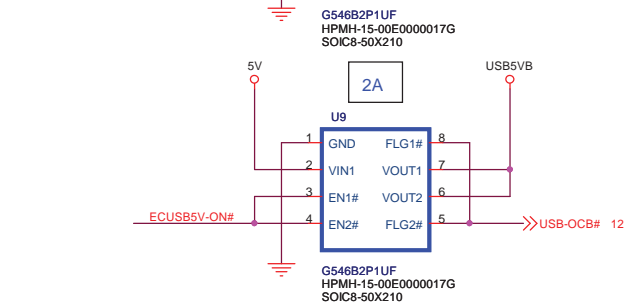 G546B2P1UF
HPMH-15-00E0000017G
SOIC8-50X210
5V
2A
USB5VB
U9
1 GND FLG1# 8
2 VIN1 VOUT1 7
3 EN1# VOUT2 6
ECUSB5V-ON# 4 EN2# FLG2# 5 USB-OCB# 12
G546B2P1UF
HPMH-15-00E0000017G
SOIC8-50X210